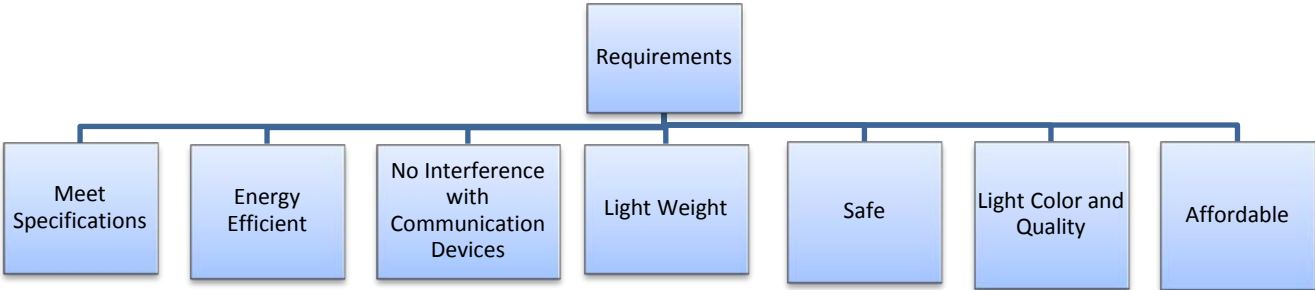 Requirements
Meet
Specifications
Energy
Efficient
No Interference
with
Communication
Devices
Light Weight
Safe
Light Color and
Quality
Affordable